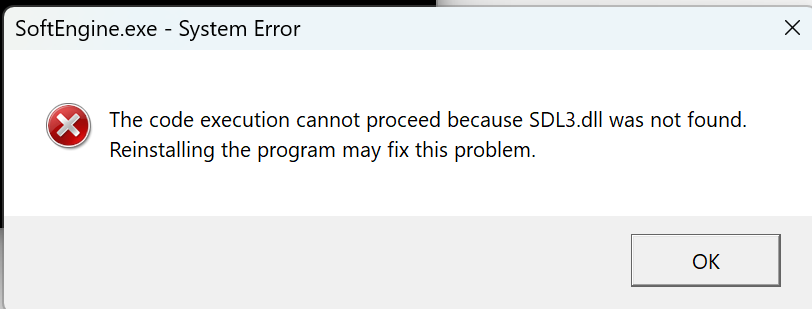 SoftEngine.exe - System Error
The code execution cannot proceed because SDL3.dll was not found.
Reinstalling the program may fix this problem.
OK